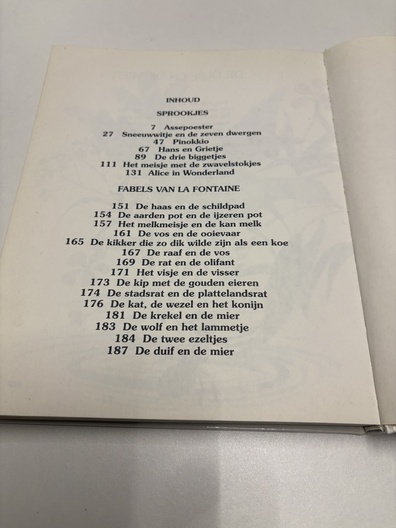 INHOUD
SPROOKJES
7 Assepoester
27 Sneeuwwitje en de zeven dwergen
47 Pinokkio
67 Hans en Grietje
89 De drie biggetjes
111 Het meisje met de zwavelstokjes
131 Alice in Wonderland
FABELS VAN LA FONTAINE
151 De haas en de schildpad
154 De aarden pot en de ijzeren pot
157 Het melkmeisje en de kan melk
161 De vos en de ooievaar
165 De kikker die zo dik wilde zijn als een koe
167 De raaf en de vos
169 De rat en de olifant
171 Het visje en de visser
173 De kip met de gouden eieren
174 De stadsrat en de plattelandsrat
176 De kat, de wezel en het konijn
181 De krekel en de mier
183 De wolf en het lammetje
184 De twee ezeltjes
187 De duif en de mier